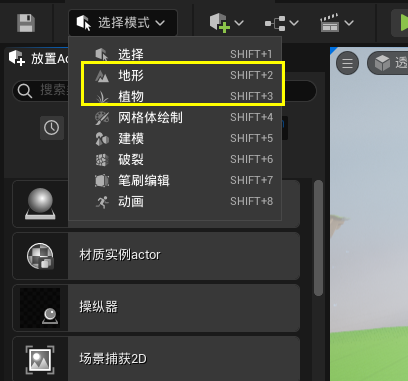 选择模式
放置Ac
选择 SHIFT+1
地形 SHIFT+2
植物 SHIFT+3
网格体绘制 SHIFT+4
建模 SHIFT+5
破裂 SHIFT+6
笔刷编辑 SHIFT+7
动画 SHIFT+8
搜索
材质实例actor
操纵器
场景捕获2D